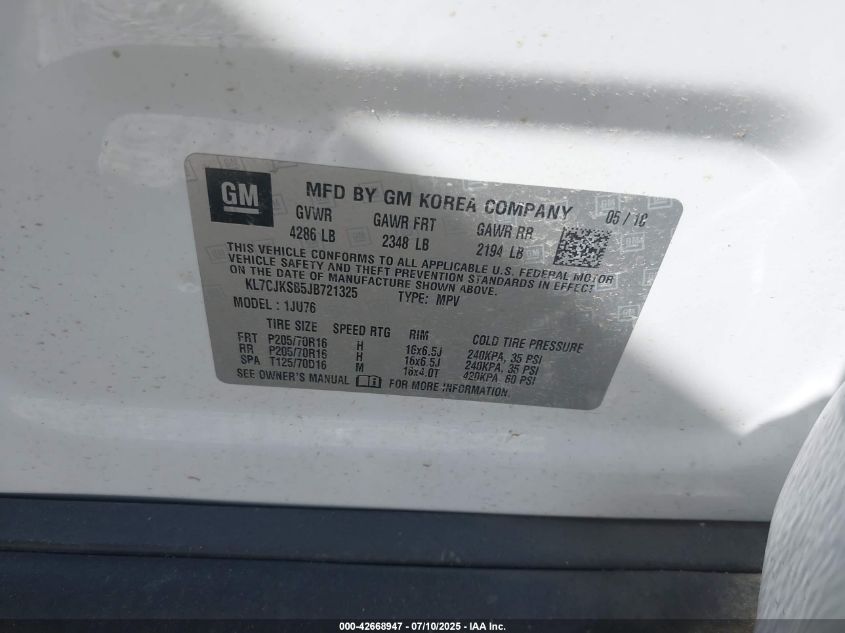 GM
MFD BY GM KOREA COMPANY 05 / 18
GVWR GAWR FRT GAWR RR
4286 LB 2348 LB 2194 LB
THIS VEHICLE CONFORMS TO ALL APPLICABLE U.S. FEDERAL MOTOR
VEHICLE SAFETY AND THEFT PREVENTION STANDARDS IN EFFECT
ON THE DATE OF MANUFACTURE SHOWN ABOVE.
KL7CJKSB5JB721325 TYPE: MPV
MODEL: 1JU76
TIRE SIZE SPEED RTG RIM COLD TIRE PRESSURE
FRT P205/70R16 H 16x6.5J 240KPA, 35 PSI
RR P205/70R16 H 16x6.5J 240KPA, 35 PSI
SPA T125/70D16 M 16x4.0T 420KPA, 60 PSI
SEE OWNER'S MANUAL FOR MORE INFORMATION
000-42668947 - 07/10/2025 - IAA Inc.